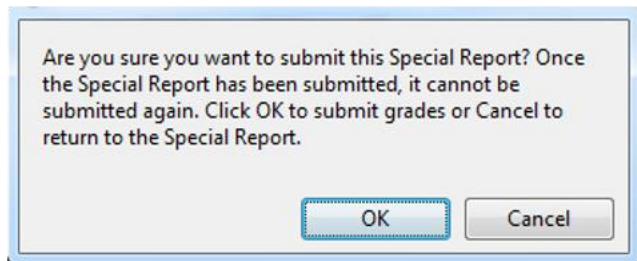 Are you sure you want to submit this Special Report? Once
the Special Report has been submitted, it cannot be
submitted again. Click OK to submit grades or Cancel to
return to the Special Report.
OK
Cancel